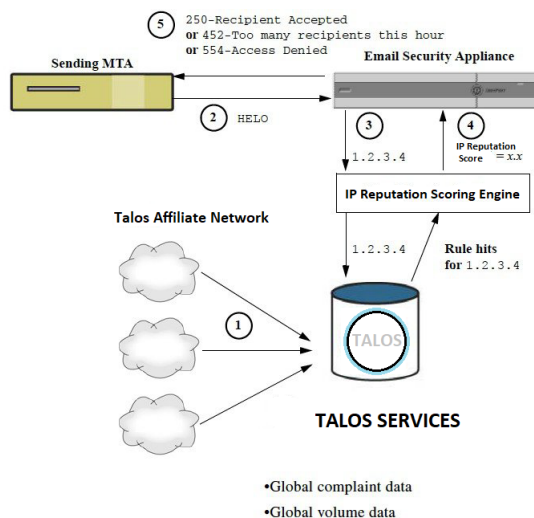 5
250-Recipient Accepted
or 452-Too many recipients this hour
or 554-Access Denied
Sending MTA
Email Security Appliance
2 HELO
3
4
1.2.3.4
IP Reputation
Score = x.x
IP Reputation Scoring Engine
Talos Affiliate Network
1.2.3.4
Rule hits
for 1.2.3.4
1
TALOS
TALOS SERVICES
•Global complaint data
•Global volume data